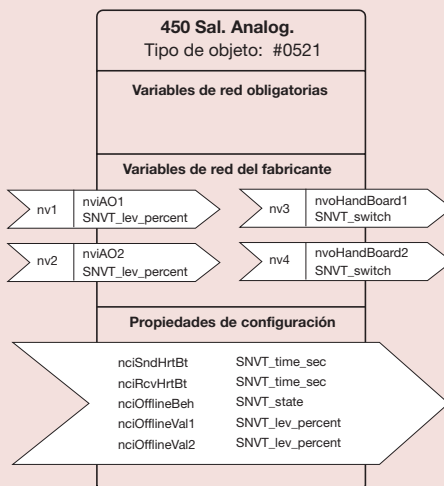 450 Sal. Analog.
Tipo de objeto: #0521
Variables de red obligatorias
Variables de red del fabricante
nv1 nviAO1 SNVT_lev_percent
nv3 nvoHandBoard1 SNVT_switch
nv2 nviAO2 SNVT_lev_percent
nv4 nvoHandBoard2 SNVT_switch
Propiedades de configuración
nciSndHrtBt SNVT_time_sec
nciRcvHrtBt SNVT_time_sec
nciOfflineBeh SNVT_state
nciOfflineVal1 SNVT_lev_percent
nciOfflineVal2 SNVT_lev_percent